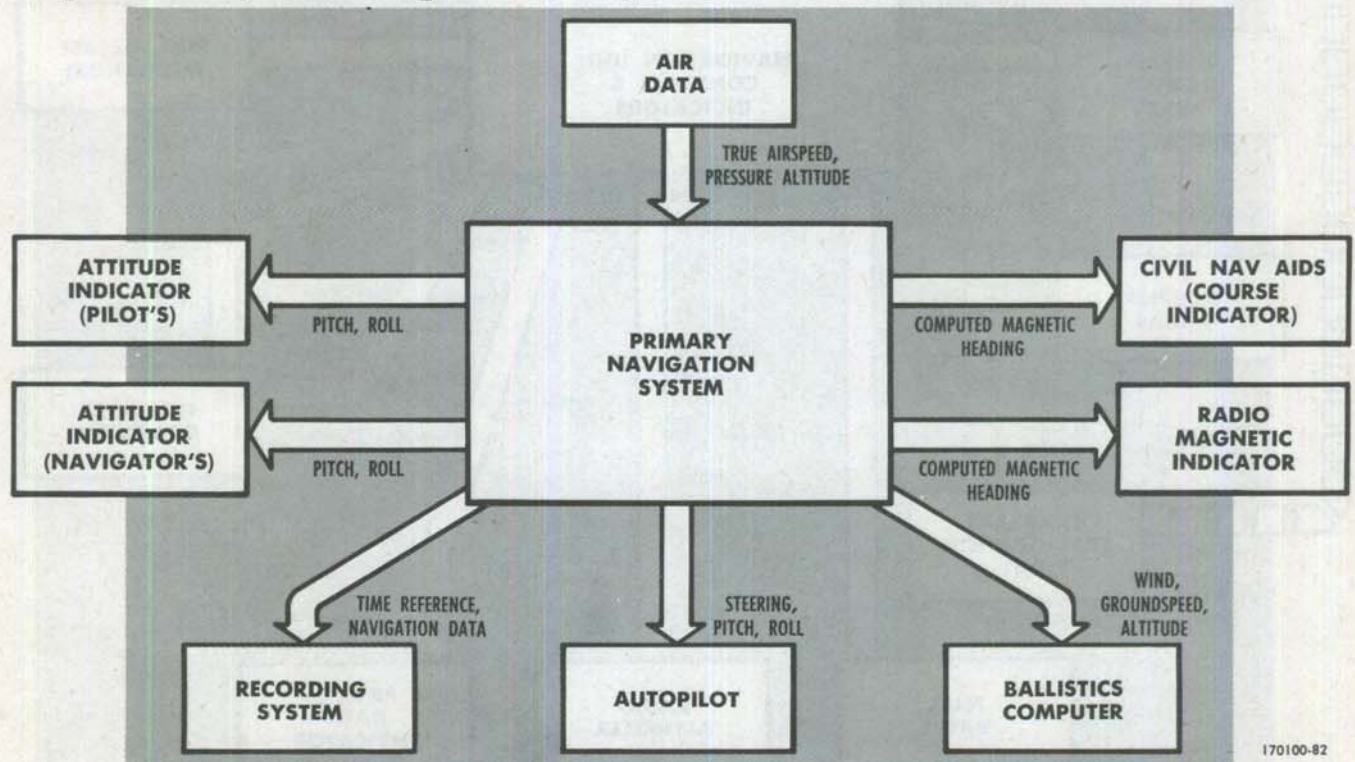 AIR
DATA
TRUE AIRSPEED,
PRESSURE ALTITUDE
ATTITUDE
INDICATOR
(PILOT'S)
PITCH, ROLL
PRIMARY
NAVIGATION
SYSTEM
COMPUTED MAGNETIC
HEADING
CIVIL NAV AIDS
(COURSE
INDICATOR)
ATTITUDE
INDICATOR
(NAVIGATOR'S)
PITCH, ROLL
COMPUTED MAGNETIC
HEADING
RADIO
MAGNETIC
INDICATOR
TIME REFERENCE,
NAVIGATION DATA
STEERING,
PITCH, ROLL
WIND,
GROUNDSPEED,
ALTITUDE
RECORDING
SYSTEM
AUTOPILOT
BALLISTICS
COMPUTER
170100-82